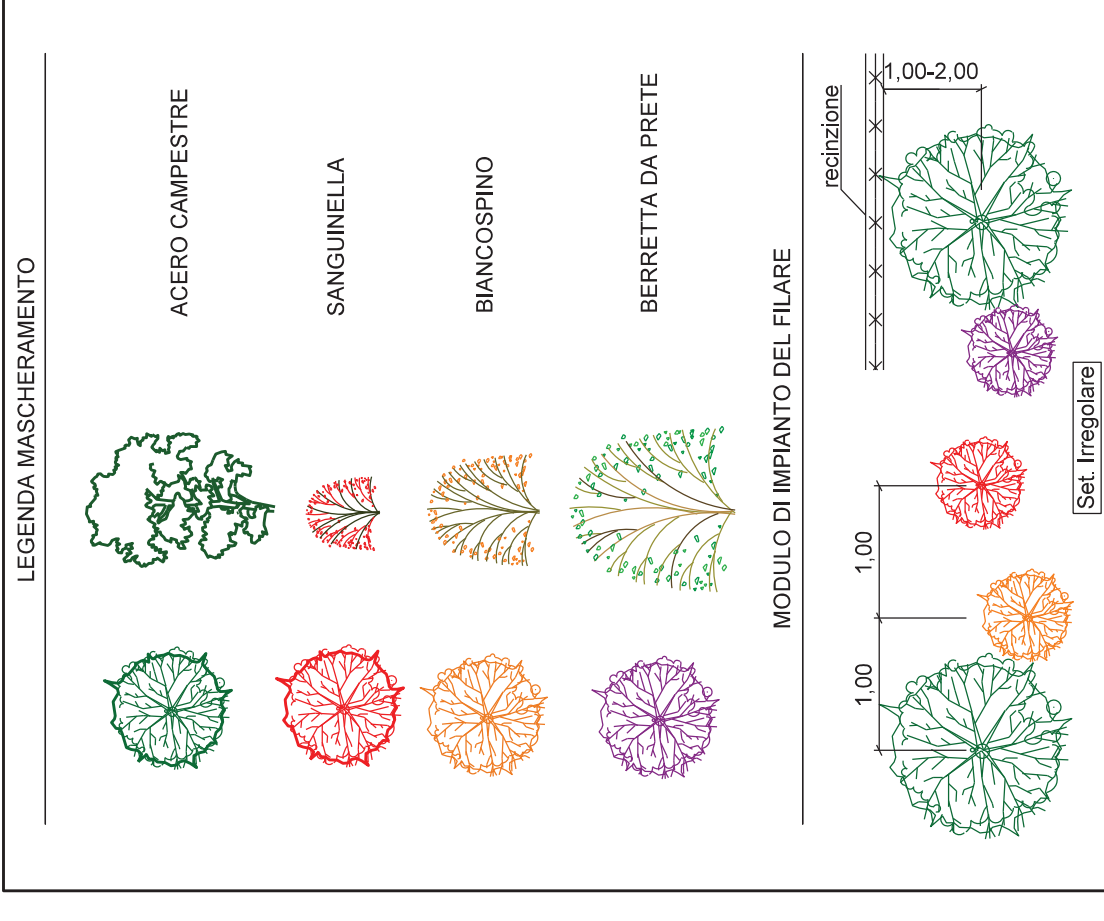 LEGENDA MASCHERAMENTO
ACERO CAMPESTRE
SANGUINELLA
BIANCOSPINO
BERRETTA DA PRETE
MODULO DI IMPIANTO DEL FILARE
recinzione
1,00-2,00
1,00
1,00
Set. Irregolare